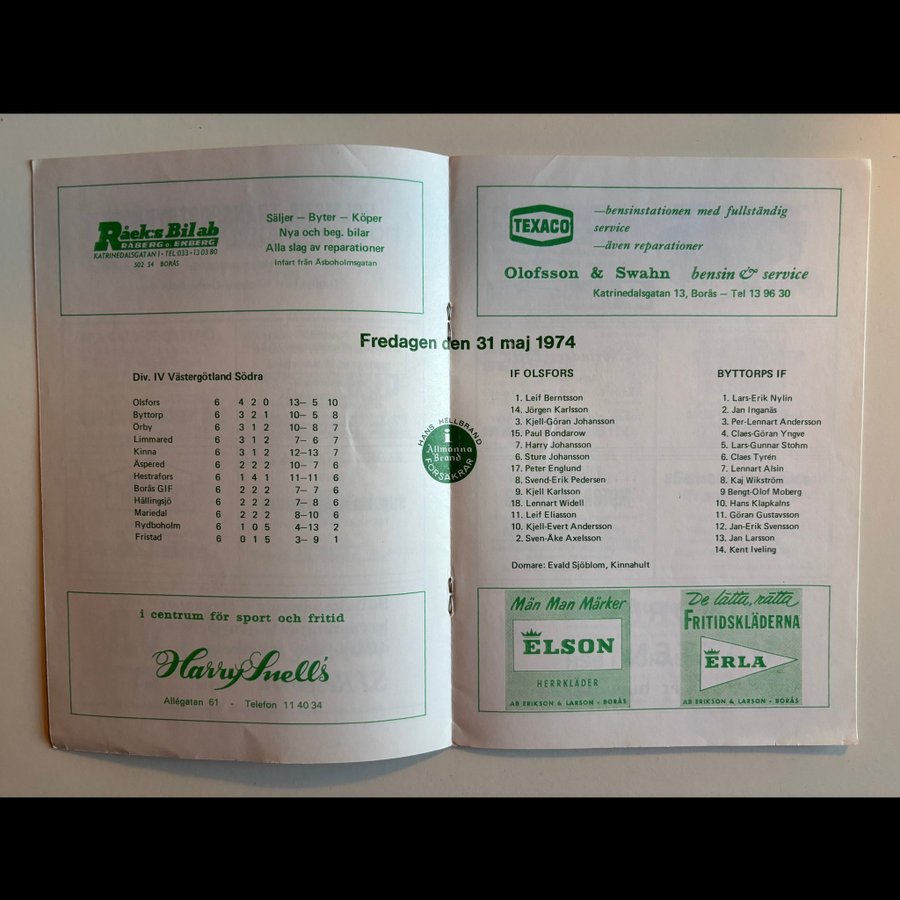 Råek:s Bil ab
RÅBERG o. EKBERG
KATRINEDALSGATAN 1 · TEL 033 - 13 03 80
502 54 BORÅS
Säljer — Byter — Köper
Nya och beg. bilar
Alla slag av reparationer
Infart från Åsboholmsgatan
TEXACO
—bensinstationen med fullständig
service
—även reparationer
Olofsson & Swahn bensin & service
Katrinedalsgatan 13, Borås — Tel 13 96 30
Fredagen den 31 maj 1974
Div. IV Västergötland Södra
Olsfors 6 4 2 0 13— 5 10
Byttorp 6 3 2 1 10— 5 8
Örby 6 3 1 2 10— 8 7
Limmared 6 3 1 2 7— 6 7
Kinna 6 3 1 2 12—13 7
Äspered 6 2 2 2 10— 7 6
Hestrafors 6 1 4 1 11—11 6
Borås GIF 6 2 2 2 7— 7 6
Hällingsjö 6 2 2 2 7— 8 6
Mariedal 6 2 2 2 8—10 6
Rydboholm 6 1 0 5 4—13 2
Fristad 6 0 1 5 3— 9 1
HANS HELLBRAND
i
Allmänna
Brand
FÖRSÄKRAR
IF OLSFORS
1. Leif Berntsson
14. Jörgen Karlsson
3. Kjell-Göran Johansson
15. Paul Bondarow
7. Harry Johansson
6. Sture Johansson
17. Peter Englund
8. Svend-Erik Pedersen
9. Kjell Karlsson
18. Lennart Widell
11. Leif Eliasson
10. Kjell-Evert Andersson
2. Sven-Åke Axelsson
BYTTORPS IF
1. Lars-Erik Nylin
2. Jan Inganäs
3. Per-Lennart Andersson
4. Claes-Göran Yngve
5. Lars-Gunnar Stohm
6. Claes Tyrén
7. Lennart Alsin
8. Kaj Wikström
9 Bengt-Olof Moberg
10. Hans Klapkalns
11. Göran Gustavsson
12. Jan-Erik Svensson
13. Jan Larsson
14. Kent Iveling
Domare: Evald Sjöblom, Kinnahult
i centrum för sport och fritid
Harry Snell's
Allégatan 61 - Telefon 11 40 34
Män Man Märker
ELSON
HERRKLÄDER
AB ERIKSON & LARSON - BORÅS
De lätta, rätta
FRITIDSKLÄDERNA
ERLA
AB ERIKSON & LARSON - BORÅS